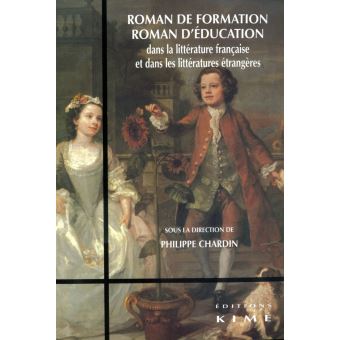 ROMAN DE FORMATION
ROMAN D'ÉDUCATION
dans la littérature française
et dans les littératures étrangères
SOUS LA DIRECTION DE
PHILIPPE CHARDIN
ÉDITIONS
KIMÉ